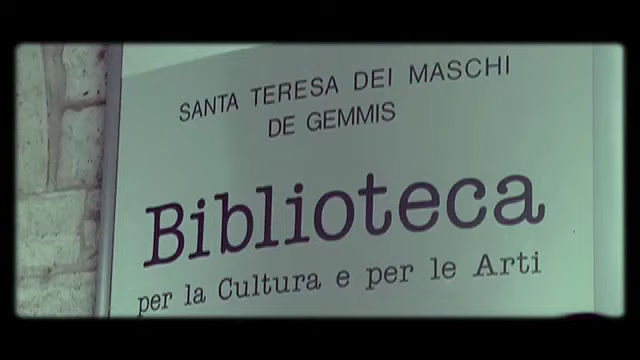 SANTA TERESA DEI MASCHI
DE GEMMIS
Biblioteca
per la Cultura e per le Arti